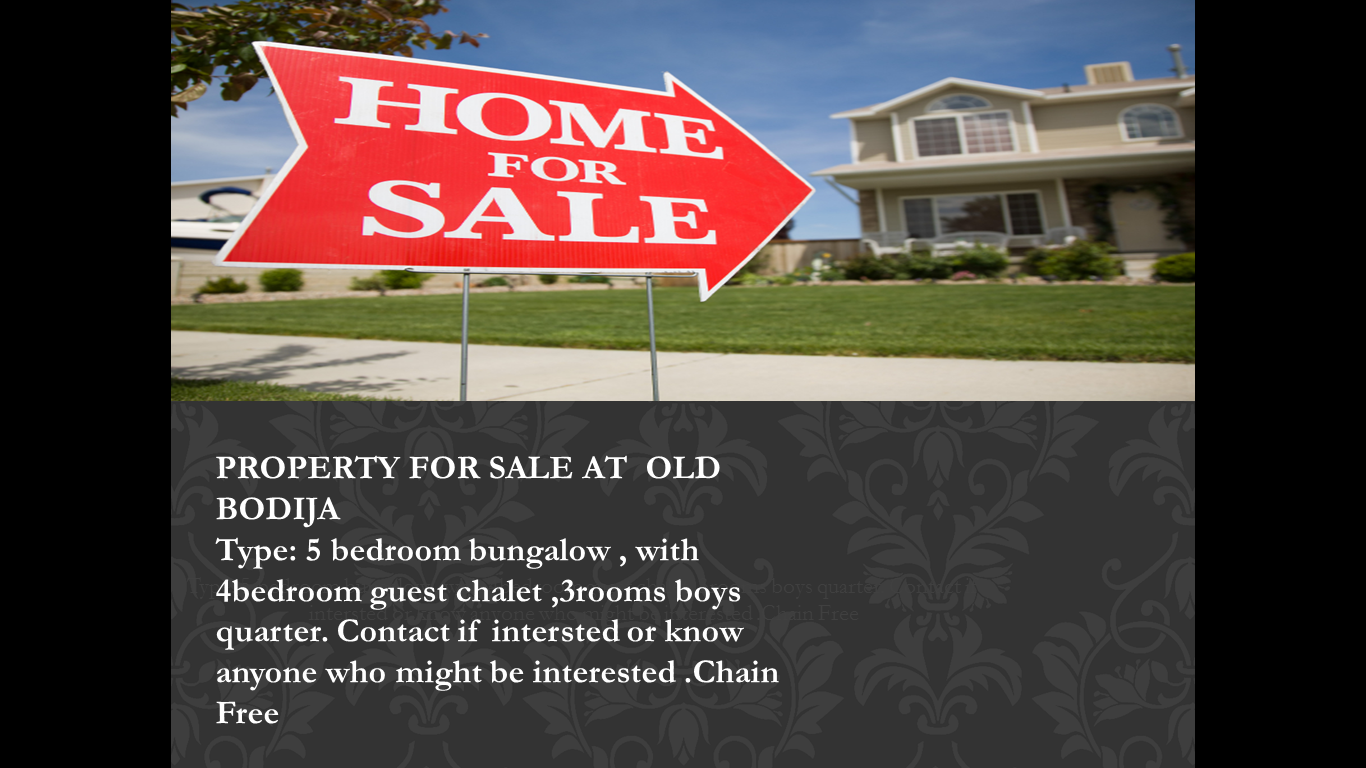 HOME
FOR
SALE
PROPERTY FOR SALE AT  OLD
BODIJA
Type: 5 bedroom bungalow , with
4bedroom guest chalet ,3rooms boys
quarter. Contact if  intersted or know
anyone who might be interested .Chain
Free